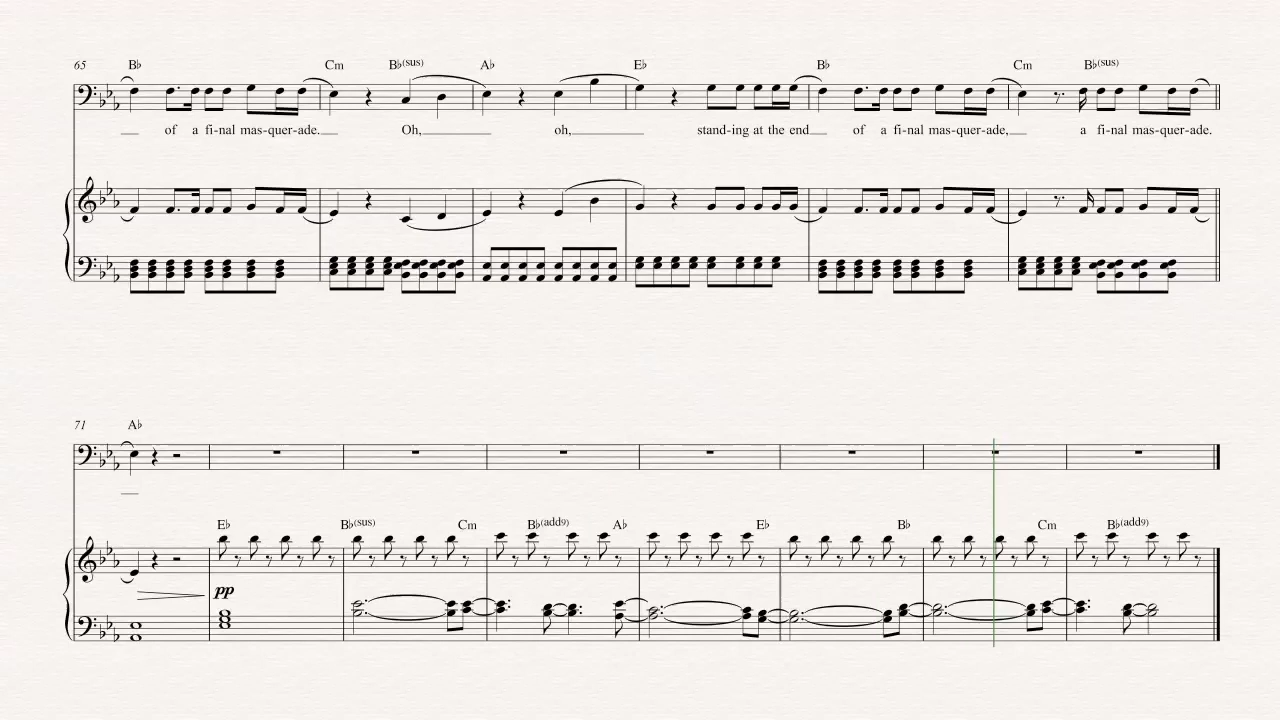 65 B♭ Cm B♭(sus) A♭ E♭ B♭ Cm B♭(sus)
of a fi-nal mas-quer-ade. Oh, oh, stand-ing at the end of a fi-nal mas-quer-ade, a fi-nal mas-quer-ade.
71 A♭
E♭ B♭(sus) Cm B♭(add9) A♭ E♭ B♭ Cm B♭(add9)
pp